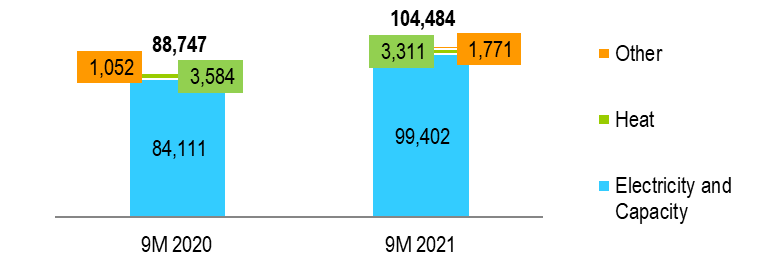 88,747
1,052
3,584
84,111
9M 2020
104,484
3,311
1,771
99,402
9M 2021
Other
Heat
Electricity and
Capacity